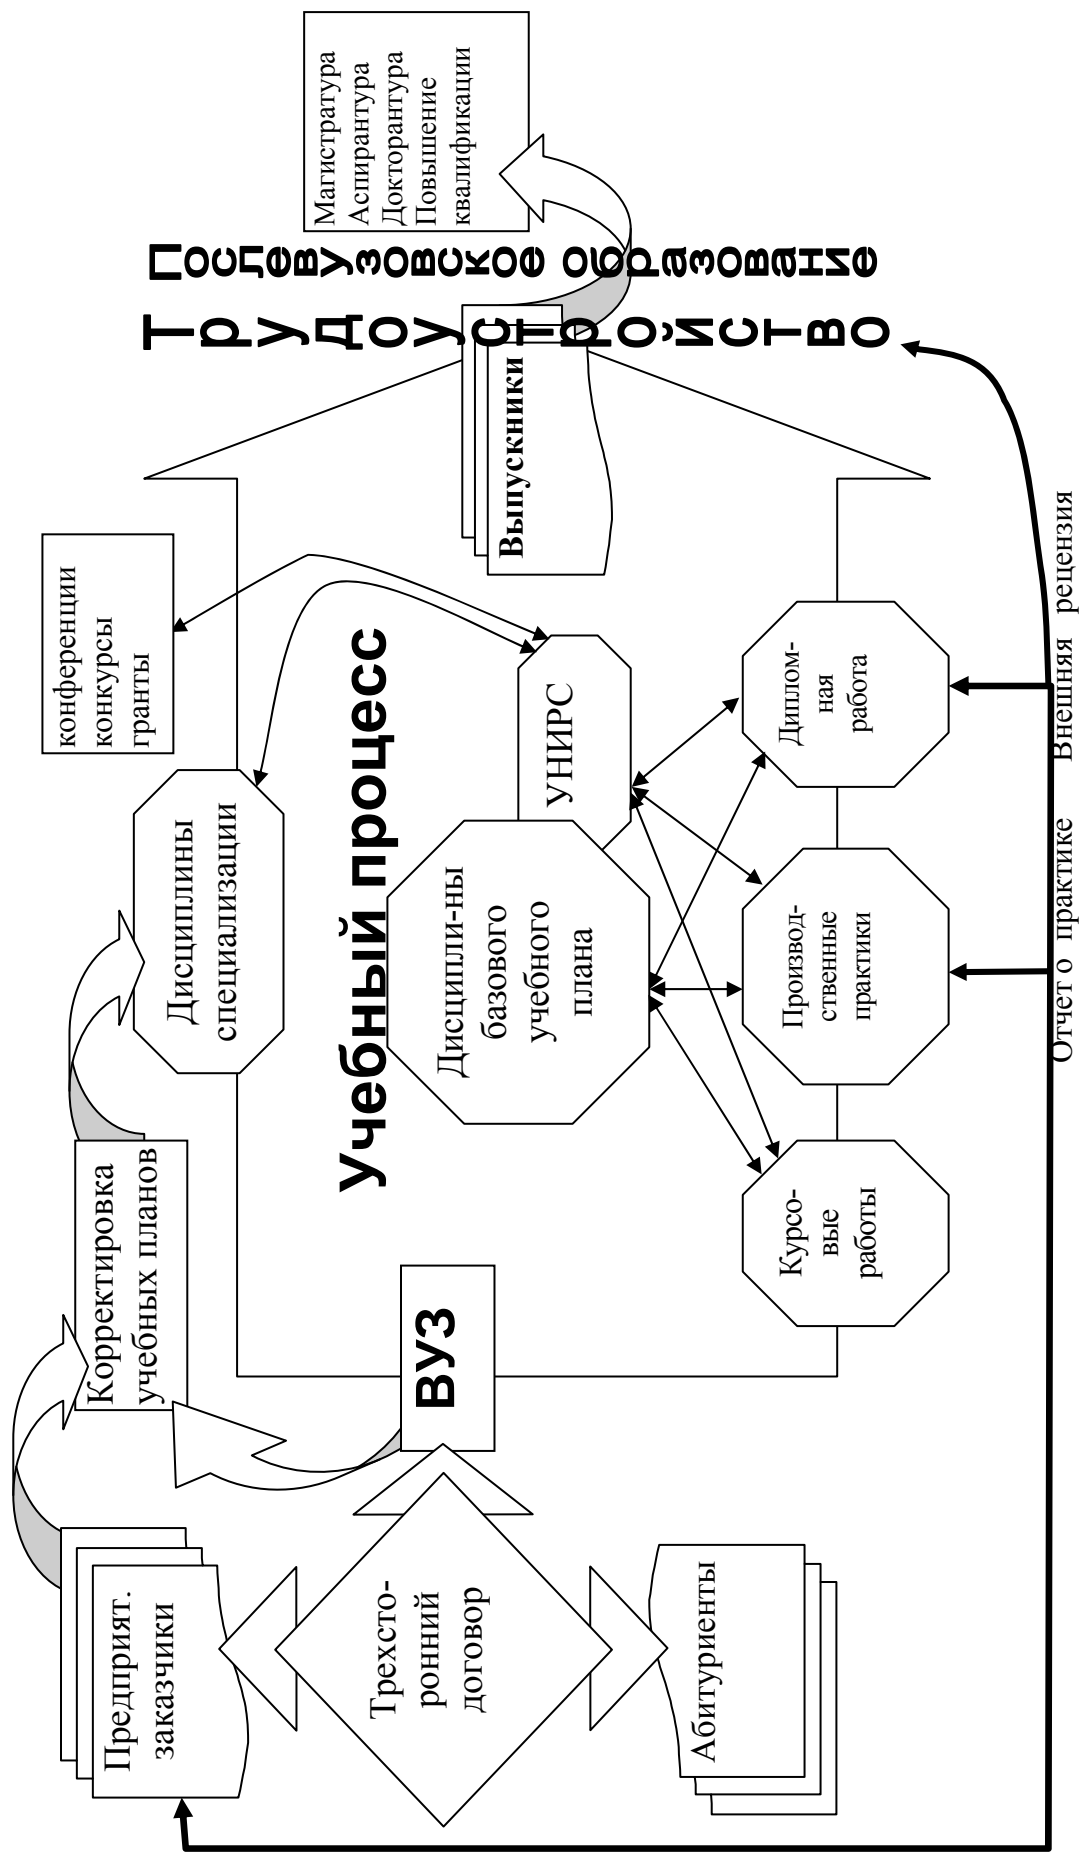 Предприят.
заказчики
Трехсто-
ронний
договор
Абитуриенты
Корректировка
учебных планов
ВУЗ
Дисциплины
специализации
конференции
конкурсы
гранты
Учебный процесс
Дисципли-ны
базового
учебного
плана
УНИРС
Курсо-
вые
работы
Производ-
ственные
практики
Диплом-
ная
работа
Отчет о практике Внешняя рецензия
Выпускники
Трудоустройство
Послевузовское образование
Магистратура
Аспирантура
Докторантура
Повышение
квалификации